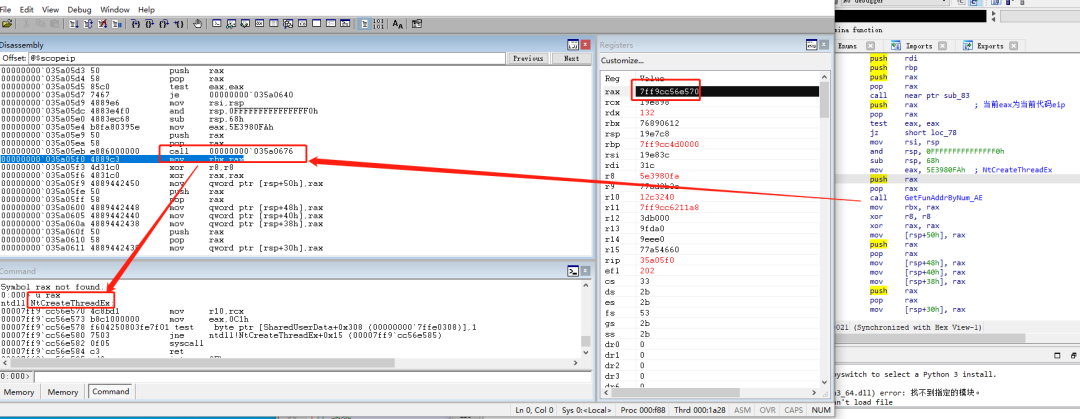 File Edit View Debug Window Help
Disassembly
Offset: @$scopeip
Previous Next
00000000`035a05d3 50 push rax
00000000`035a05d4 58 pop rax
00000000`035a05d5 85c0 test eax,eax
00000000`035a05d7 7467 je 00000000`035a0640
00000000`035a05d9 4889e6 mov rsi,rsp
00000000`035a05dc 4883e4f0 and rsp,0FFFFFFFFFFFFFFF0h
00000000`035a05e0 4883ec68 sub rsp,68h
00000000`035a05e4 b8fa80395e mov eax,5E3980FAh
00000000`035a05e9 50 push rax
00000000`035a05ea 58 pop rax
00000000`035a05eb e886000000 call 00000000`035a0676
00000000`035a05f0 4889c3 mov rbx,rax
00000000`035a05f3 4d31c0 xor r8,r8
00000000`035a05f6 4831c0 xor rax,rax
00000000`035a05f9 4889442450 mov qword ptr [rsp+50h],rax
00000000`035a05fe 50 push rax
00000000`035a05ff 58 pop rax
00000000`035a0600 4889442448 mov qword ptr [rsp+48h],rax
00000000`035a0605 4889442440 mov qword ptr [rsp+40h],rax
00000000`035a060a 4889442438 mov qword ptr [rsp+38h],rax
00000000`035a060f 50 push rax
00000000`035a0610 58 pop rax
00000000`035a0611 4889442430 mov qword ptr [rsp+30h],rax
Command
Symbol rax not found.
0:000> u rax
ntdll!NtCreateThreadEx:
00007ff9`cc56e570 4c8bd1 mov r10,rcx
00007ff9`cc56e573 b8c1000000 mov eax,0C1h
00007ff9`cc56e578 f604250803fe7f01 test byte ptr [SharedUserData+0x308 (00000000`7ffe0308)],1
00007ff9`cc56e580 7503 jne ntdll!NtCreateThreadEx+0x15 (00007ff9`cc56e585)
00007ff9`cc56e582 0f05 syscall
00007ff9`cc56e584 c3 ret
0:000>
Memory Memory Command
Registers
Customize...
Reg Value
rax 7ff9cc56e570
rcx 19e898
rdx 132
rbx 76890612
rsp 19e7c8
rbp 7ff9cc4d0000
rsi 19e83c
rdi 31c
r8 5e3980fa
r9
r10 12c3240
r11 7ff9cc6211a8
r12 3db000
r13 9fda0
r14 9eee0
r15 77a54660
rip 35a05f0
efl 202
cs 33
ds 2b
es 2b
fs 53
gs 2b
ss 2b
dr0 0
dr1 0
dr2 0
dr3 0
dr6 0
Ln 0, Col 0 Sys 0:<Local> Proc 000:f88 Thrd 000:1a28 ASM OVR CAPS NUM
mina function
Enums Imports Exports
push rdi
push rbp
push rax
pop rax
call near ptr sub_83
push rax ; 当前eax为当前代码eip
pop rax
test eax, eax
jz short loc_78
mov rsi, rsp
and rsp, 0FFFFFFFFFFFFFFF0h
sub rsp, 68h
mov eax, 5E3980FAh ; NtCreateThreadEx
push rax
pop rax
call GetFunAddrByNum_AE
mov rbx, rax
xor r8, r8
xor rax, rax
mov [rsp+50h], rax
push rax
pop rax
mov [rsp+48h], rax
mov [rsp+40h], rax
mov [rsp+38h], rax
push rax
pop rax
mov [rsp+30h], rax
021 (Synchronized with Hex View-1)
pyswitch to select a Python 3 install.
n3_64.dll) error: 找不到指定的模块。
an't load file